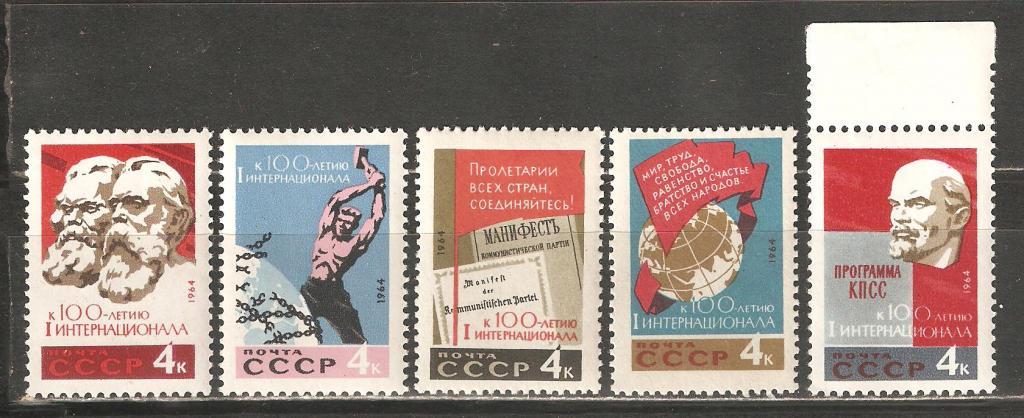 1964
К 100-ЛЕТИЮ
I ИНТЕРНАЦИОНАЛА
ПОЧТА
СССР 4К
К 100-ЛЕТИЮ
I ИНТЕРНАЦИОНАЛА
1964
ПОЧТА
СССР 4К
ПРОЛЕТАРИИ
ВСЕХ СТРАН,
СОЕДИНЯЙТЕСЬ!
1964
МАНИФЕСТЪ
КОММУНИСТИЧЕСКОЙ ПАРТІИ
Manifest
der
Kommunistischen Partei.
К 100-ЛЕТИЮ
I ИНТЕРНАЦИОНАЛА
ПОЧТА
СССР 4К
МИР, ТРУД,
СВОБОДА,
РАВЕНСТВО,
БРАТСТВО И СЧАСТЬЕ
ВСЕХ НАРОДОВ
1964
К 100-ЛЕТИЮ
I ИНТЕРНАЦИОНАЛА
ПОЧТА
СССР 4К
ПРОГРАММА
КПСС
1964
К 100-ЛЕТИЮ
I ИНТЕРНАЦИОНАЛА
ПОЧТА
СССР 4К